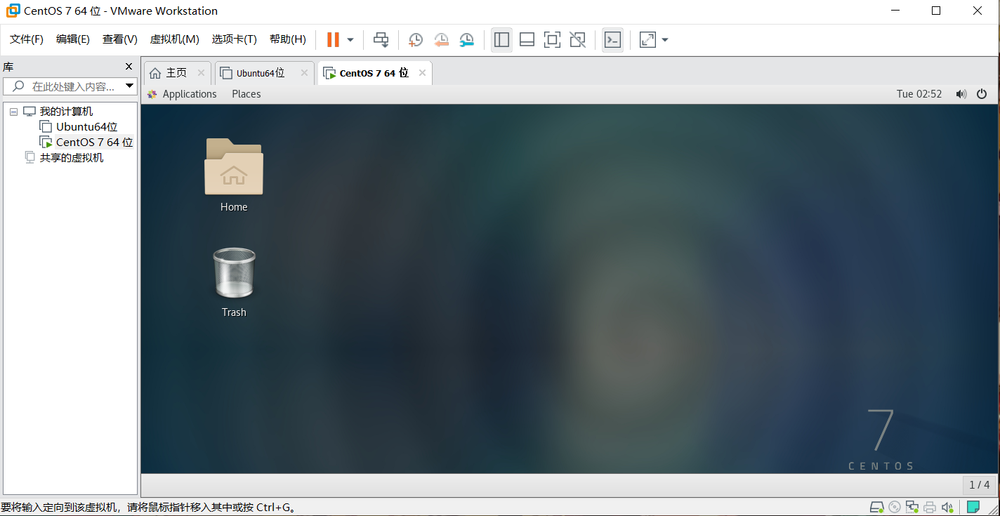 CentOS 7 64 位 - VMware Workstation
文件(F) 编辑(E) 查看(V) 虚拟机(M) 选项卡(T) 帮助(H)
库
在此处键入内容...
我的计算机
Ubuntu64位
CentOS 7 64 位
共享的虚拟机
主页 Ubuntu64位 CentOS 7 64 位
Applications Places Tue 02:52
Home
Trash
7
CENTOS
1 / 4
要将输入定向到该虚拟机，请将鼠标指针移入其中或按 Ctrl+G。